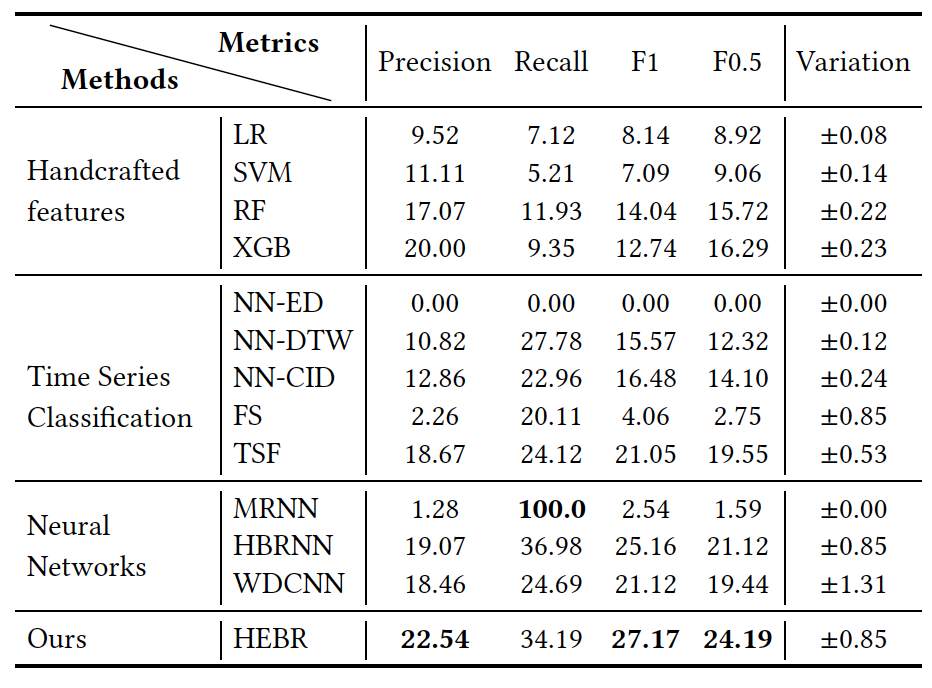 Metrics
Methods Precision Recall F1 F0.5 Variation
Handcrafted features
LR 9.52 7.12 8.14 8.92 ±0.08
SVM 11.11 5.21 7.09 9.06 ±0.14
RF 17.07 11.93 14.04 15.72 ±0.22
XGB 20.00 9.35 12.74 16.29 ±0.23
Time Series Classification
NN-ED 0.00 0.00 0.00 0.00 ±0.00
NN-DTW 10.82 27.78 15.57 12.32 ±0.12
NN-CID 12.86 22.96 16.48 14.10 ±0.24
FS 2.26 20.11 4.06 2.75 ±0.85
TSF 18.67 24.12 21.05 19.55 ±0.53
Neural Networks
MRNN 1.28 100.0 2.54 1.59 ±0.00
HBRNN 19.07 36.98 25.16 21.12 ±0.85
WDCNN 18.46 24.69 21.12 19.44 ±1.31
Ours HEBR 22.54 34.19 27.17 24.19 ±0.85